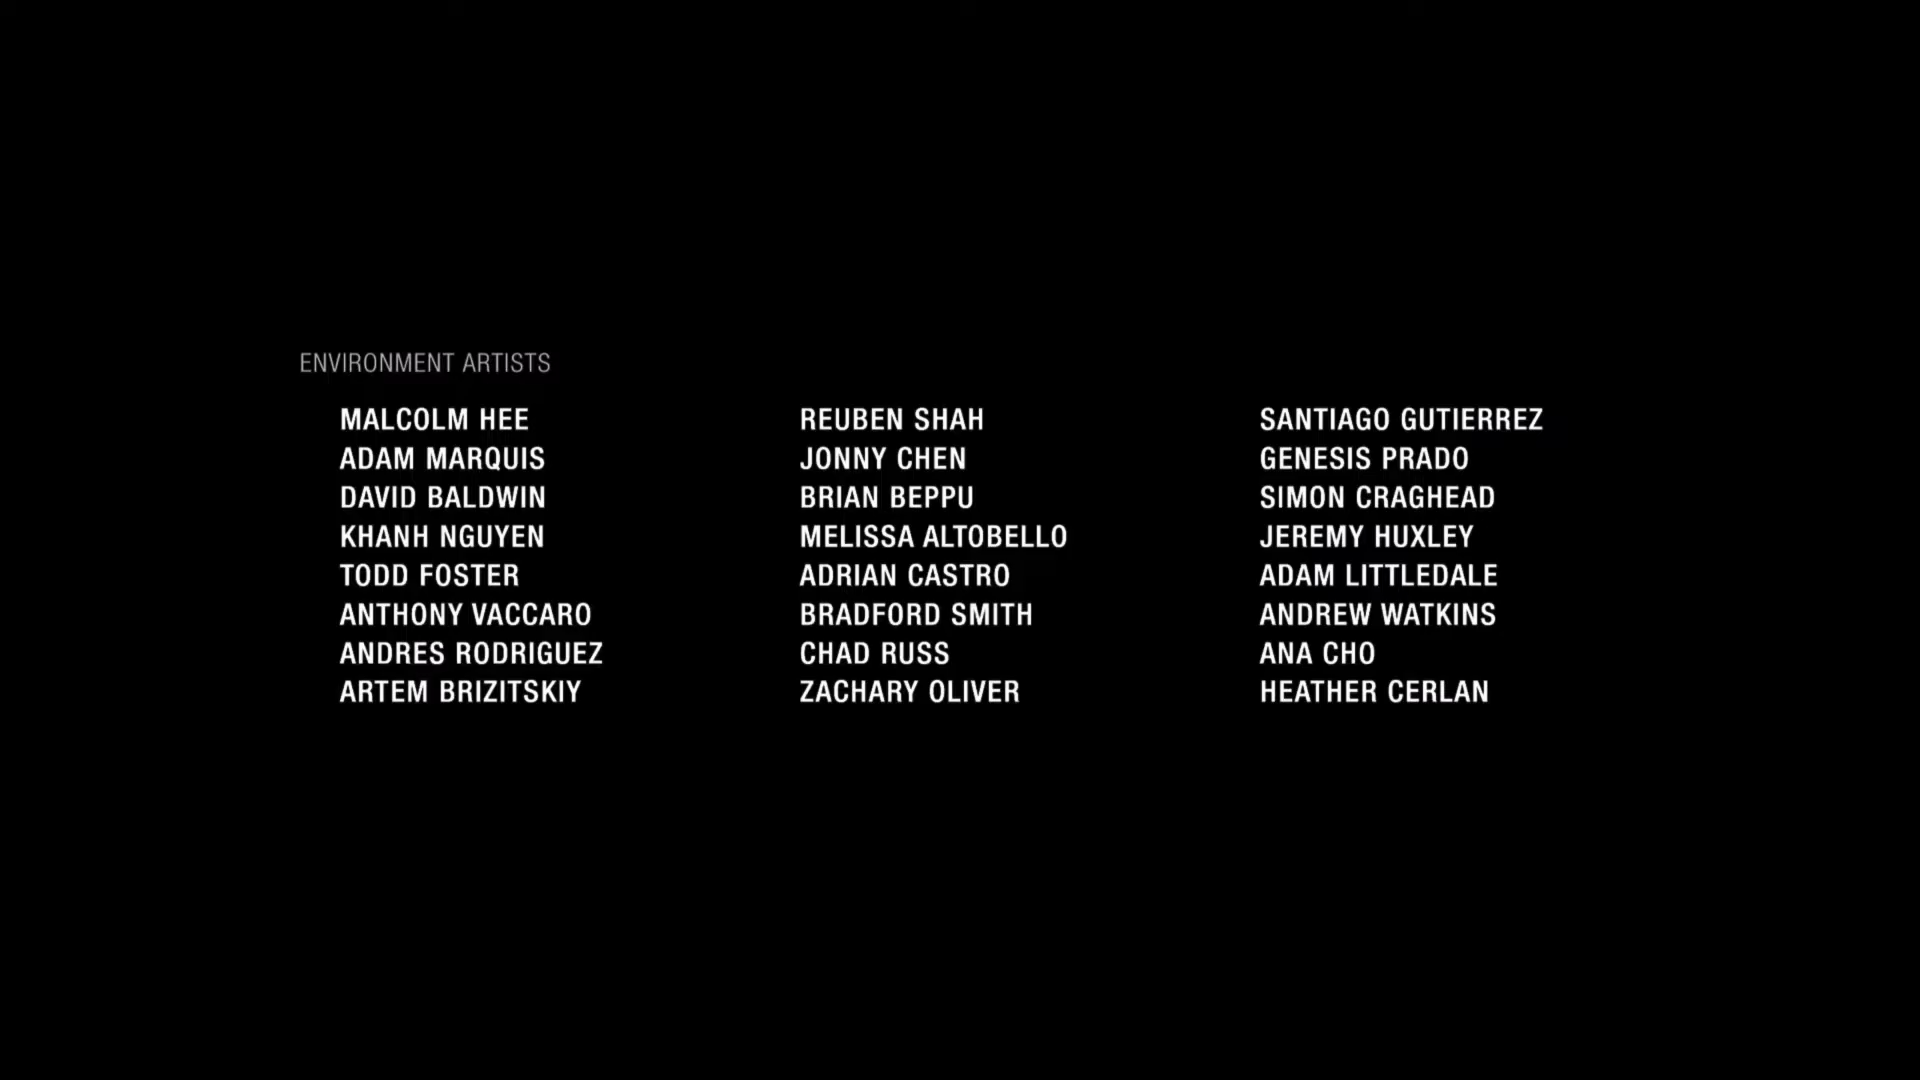 ENVIRONMENT ARTISTS
MALCOLM HEE
ADAM MARQUIS
DAVID BALDWIN
KHANH NGUYEN
TODD FOSTER
ANTHONY VACCARO
ANDRES RODRIGUEZ
ARTEM BRIZITSKIY
REUBEN SHAH
JONNY CHEN
BRIAN BEPPU
MELISSA ALTOBELLO
ADRIAN CASTRO
BRADFORD SMITH
CHAD RUSS
ZACHARY OLIVER
SANTIAGO GUTIERREZ
GENESIS PRADO
SIMON CRAGHEAD
JEREMY HUXLEY
ADAM LITTLEDALE
ANDREW WATKINS
ANA CHO
HEATHER CERLAN